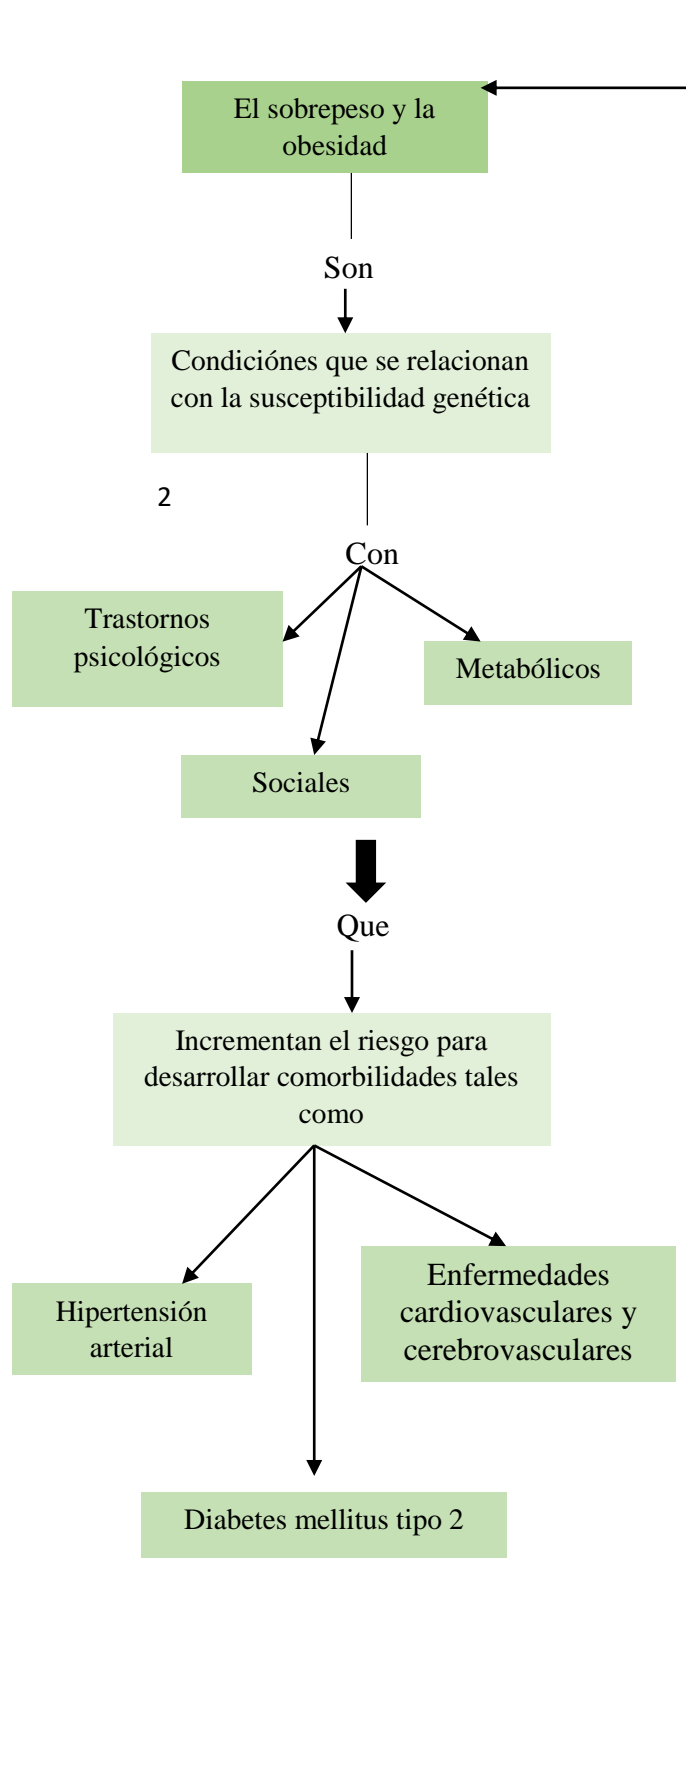 El sobrepeso y la
obesidad
Son
Condiciónes que se relacionan
con la susceptibilidad genética
2
Con
Trastornos
psicológicos
Metabólicos
Sociales
Que
Incrementan el riesgo para
desarrollar comorbilidades tales
como
Hipertensión
arterial
Enfermedades
cardiovasculares y
cerebrovasculares
Diabetes mellitus tipo 2